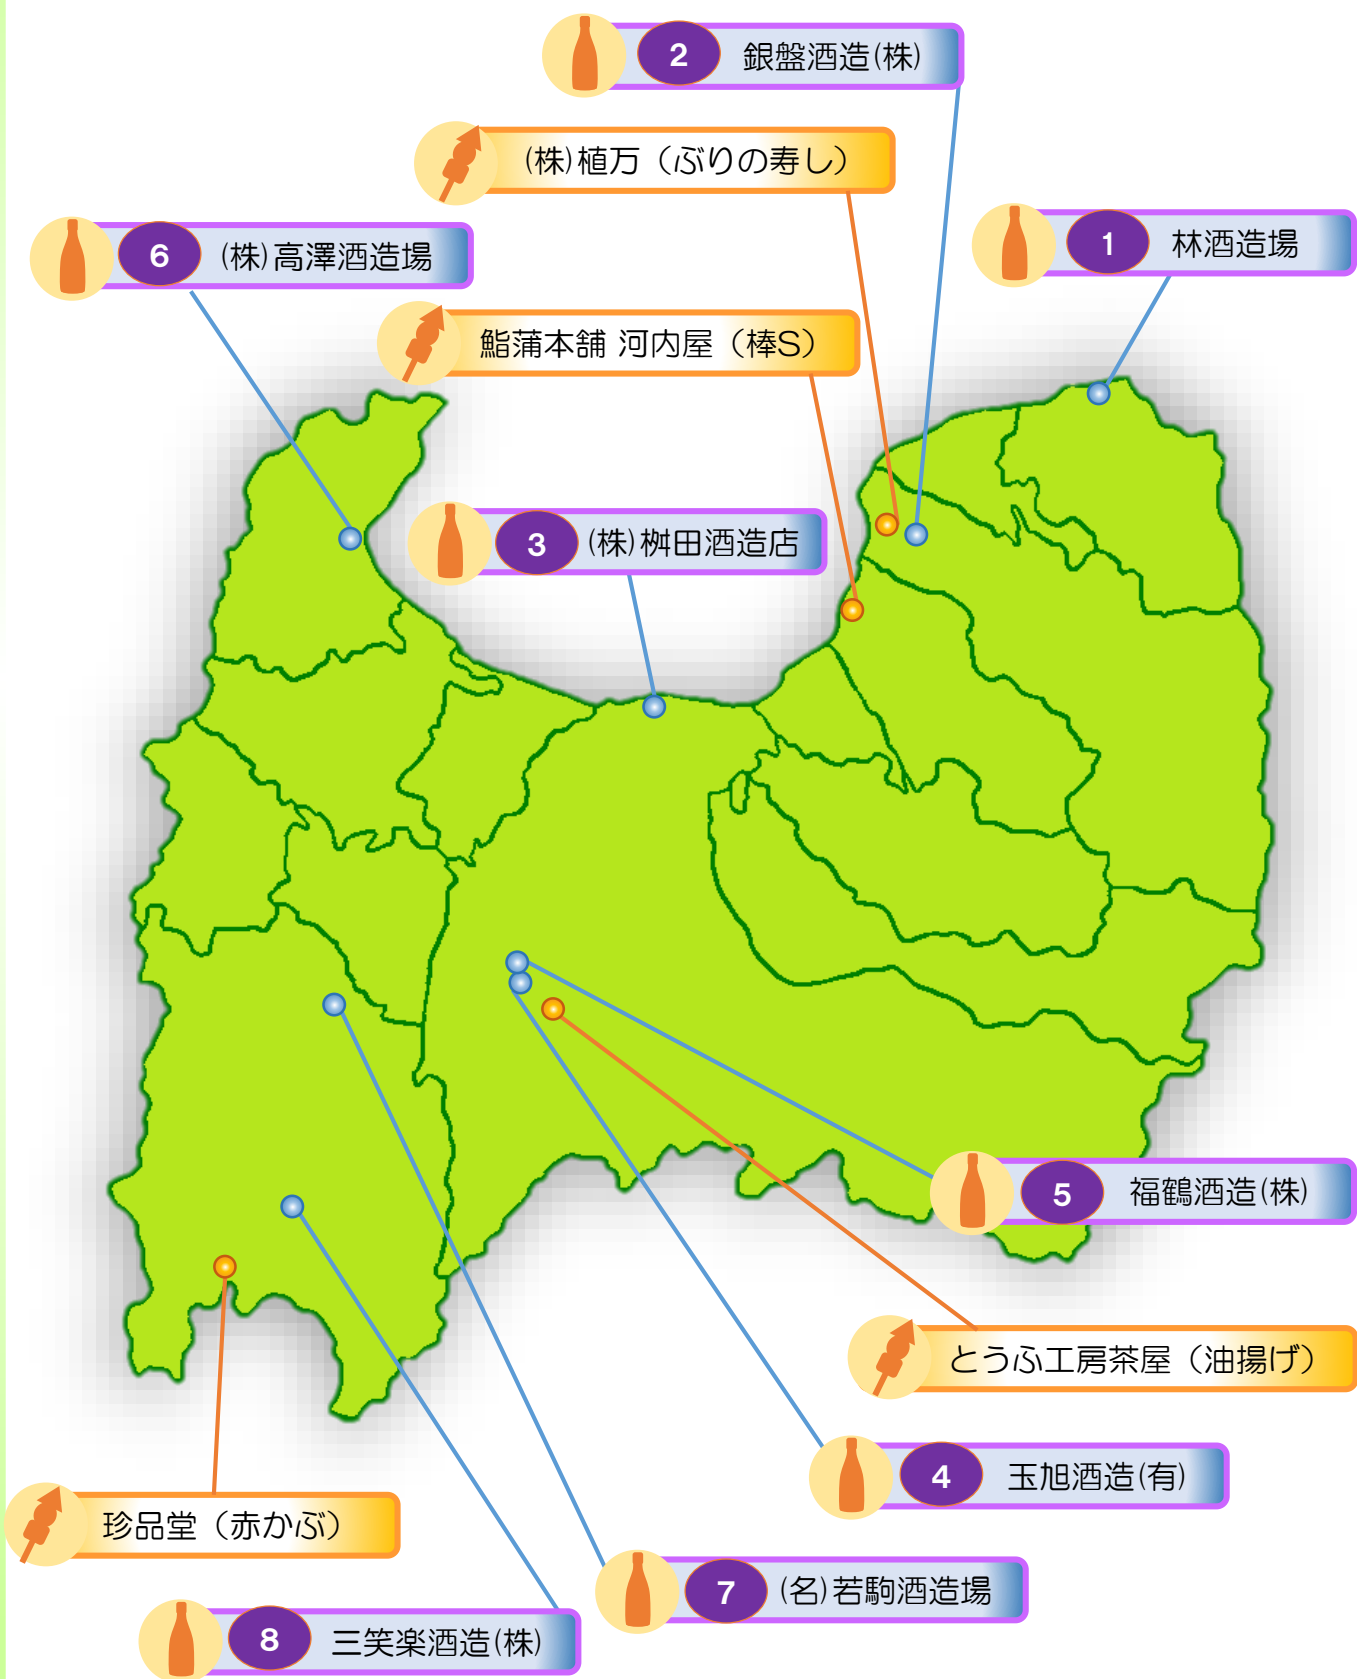 2 銀盤酒造(株)
(株)植万（ぶりの寿し）
1 林酒造場
6 (株)高澤酒造場
鮨蒲本舗 河内屋（棒S）
3 (株)桝田酒造店
5 福鶴酒造(株)
とうふ工房茶屋（油揚げ）
4 玉旭酒造(有)
珍品堂（赤かぶ）
7 (名)若駒酒造場
8 三笑楽酒造(株)